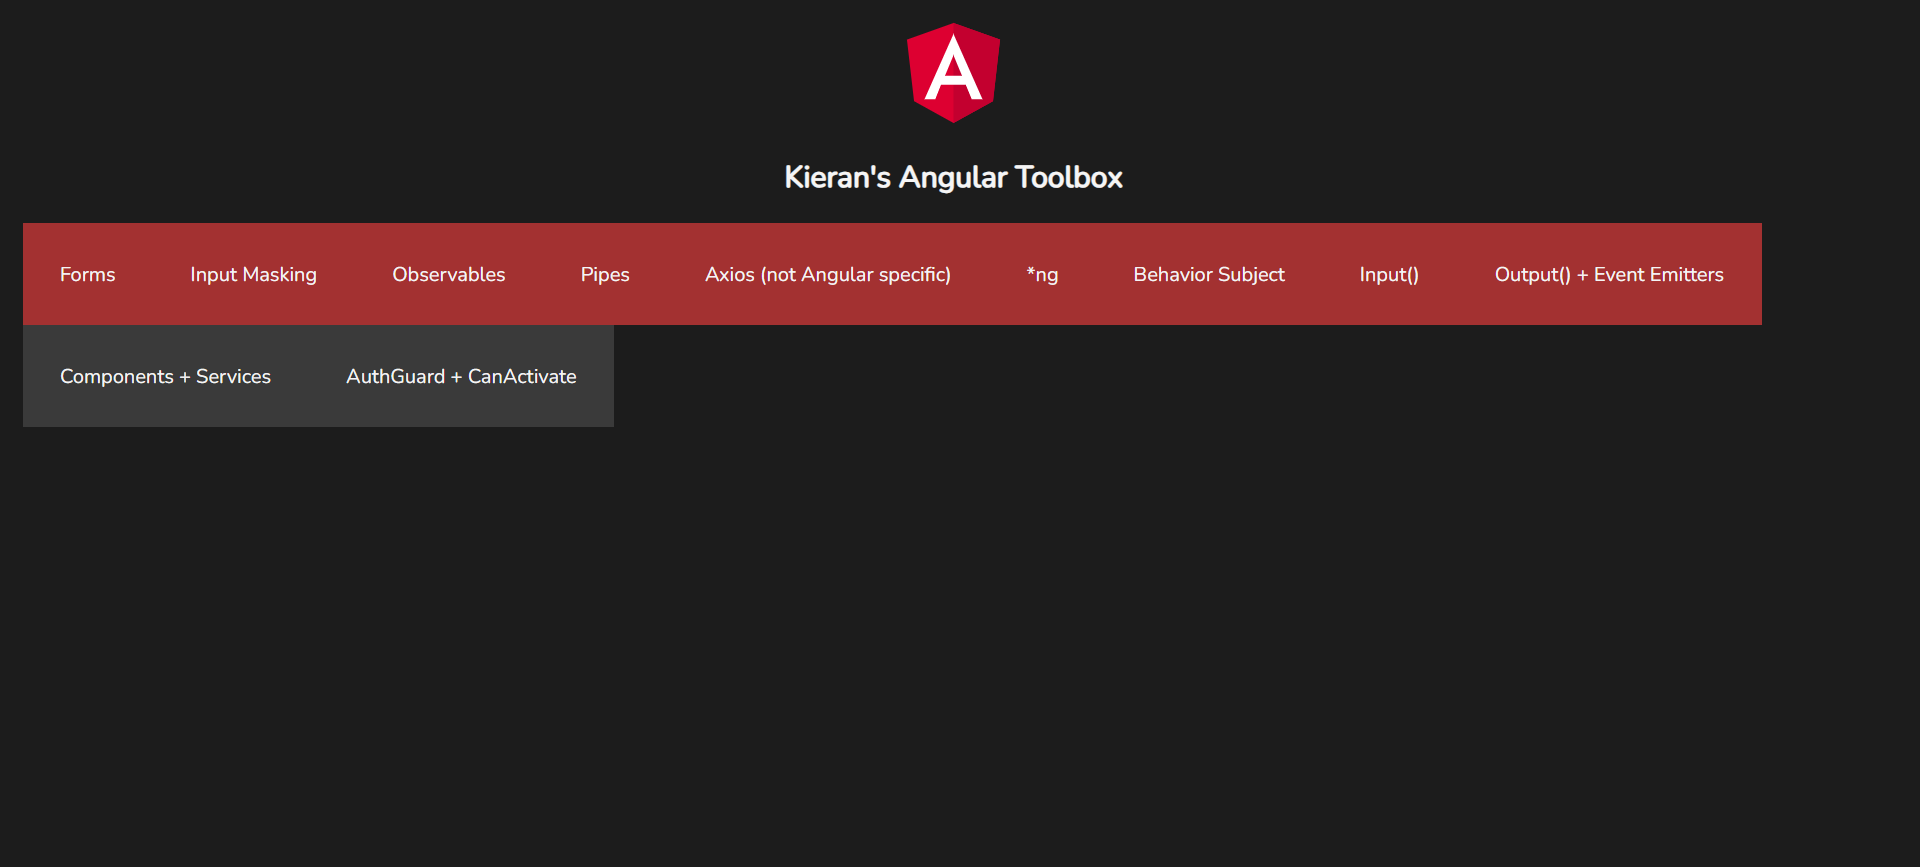 A
Kieran's Angular Toolbox
Forms Input Masking Observables Pipes Axios (not Angular specific) *ng Behavior Subject Input() Output() + Event Emitters
Components + Services AuthGuard + CanActivate